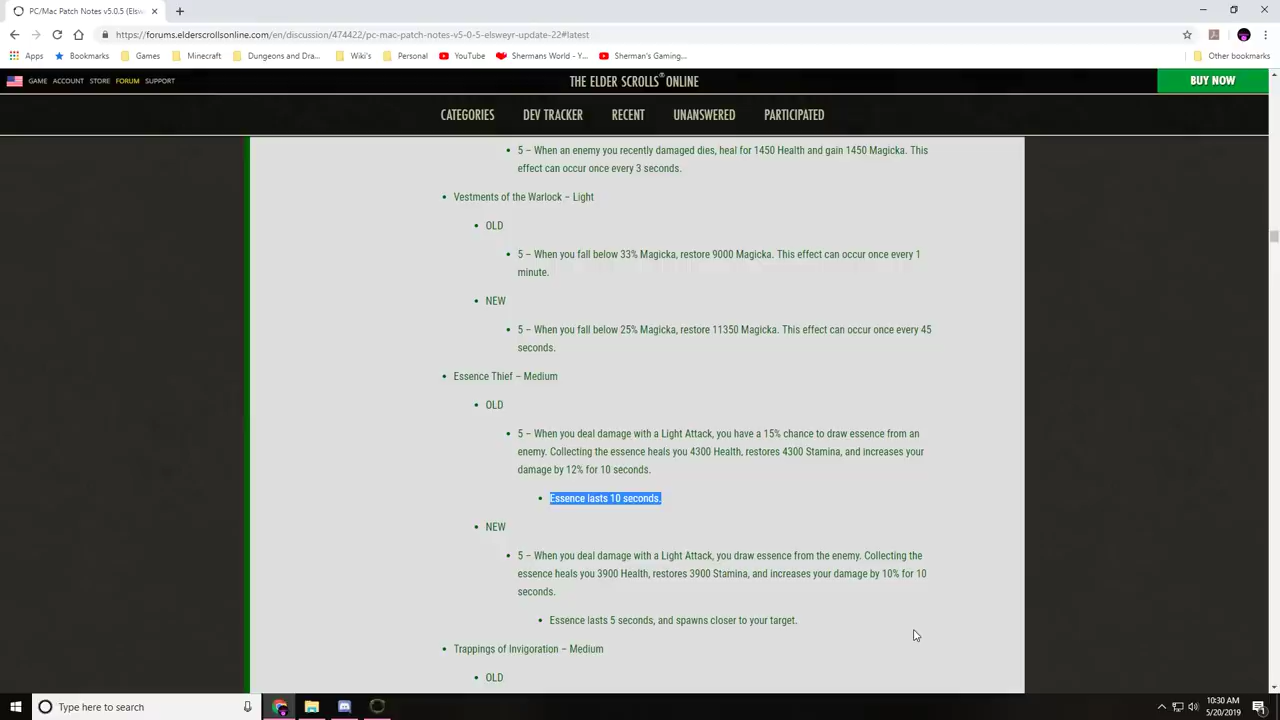 PC/Mac Patch Notes v5.0.5 (Elsw
https://forums.elderscrollsonline.com/en/discussion/474422/pc-mac-patch-notes-v5-0-5-elsweyr-update-22#latest
Apps Bookmarks Games Minecraft Dungeons and Dra... Wiki's Personal YouTube Shermans World - Y... Sherman's Gaming... Other bookmarks
GAME ACCOUNT STORE FORUM SUPPORT THE ELDER SCROLLS® ONLINE BUY NOW
CATEGORIES DEV TRACKER RECENT UNANSWERED PARTICIPATED
5 – When an enemy you recently damaged dies, heal for 1450 Health and gain 1450 Magicka. This
effect can occur once every 3 seconds.
Vestments of the Warlock – Light
OLD
5 – When you fall below 33% Magicka, restore 9000 Magicka. This effect can occur once every 1
minute.
NEW
5 – When you fall below 25% Magicka, restore 11350 Magicka. This effect can occur once every 45
seconds.
Essence Thief – Medium
OLD
5 – When you deal damage with a Light Attack, you have a 15% chance to draw essence from an
enemy. Collecting the essence heals you 4300 Health, restores 4300 Stamina, and increases your
damage by 12% for 10 seconds.
Essence lasts 10 seconds.
NEW
5 – When you deal damage with a Light Attack, you draw essence from the enemy. Collecting the
essence heals you 3900 Health, restores 3900 Stamina, and increases your damage by 10% for 10
seconds.
Essence lasts 5 seconds, and spawns closer to your target.
Trappings of Invigoration – Medium
OLD
Type here to search
10:30 AM
5/20/2019